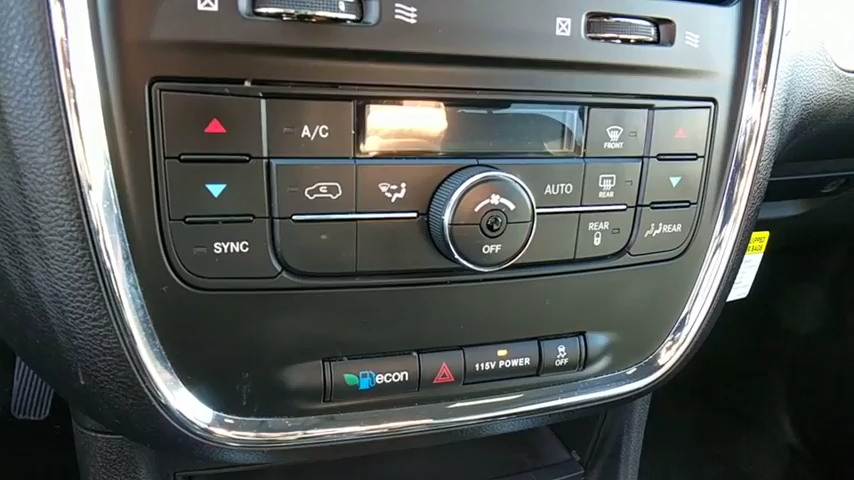 A/C
FRONT
AUTO
REAR
SYNC
OFF
REAR
REAR
econ
115V POWER
OFF